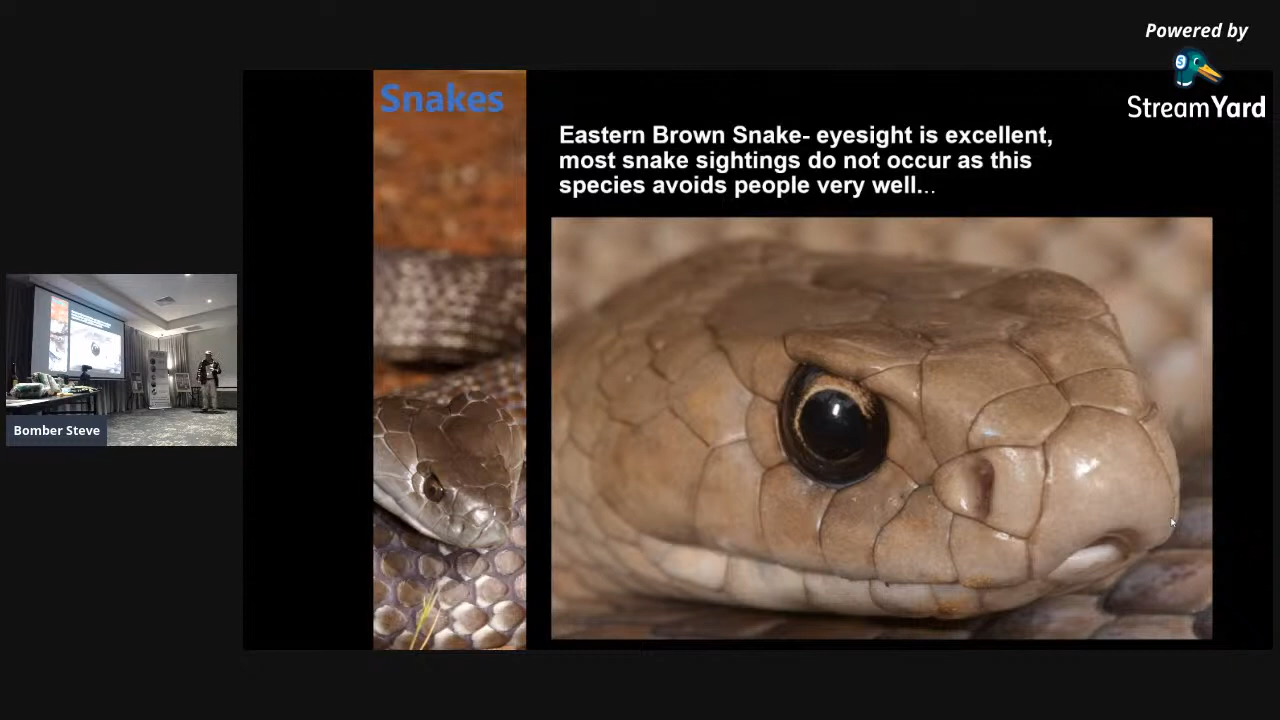 Powered by
StreamYard
Snakes
Eastern Brown Snake- eyesight is excellent,
most snake sightings do not occur as this
species avoids people very well...
Bomber Steve